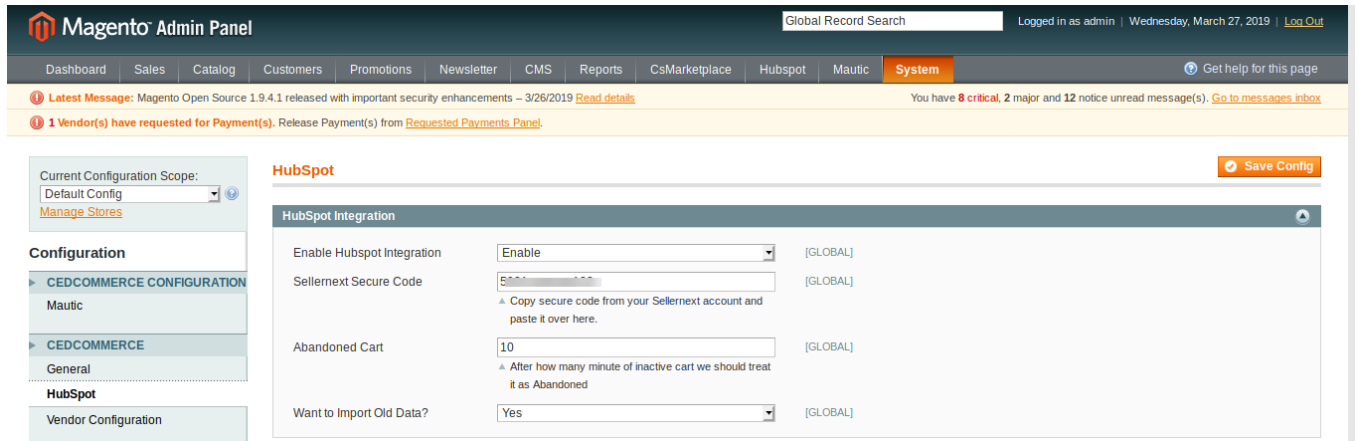 Magento Admin Panel
Global Record Search
Logged in as admin | Wednesday, March 27, 2019 | Log Out
Dashboard Sales Catalog Customers Promotions Newsletter CMS Reports CsMarketplace Hubspot Mautic System Get help for this page
Latest Message: Magento Open Source 1.9.4.1 released with important security enhancements – 3/26/2019 Read details
You have 8 critical, 2 major and 12 notice unread message(s). Go to messages inbox
1 Vendor(s) have requested for Payment(s). Release Payment(s) from Requested Payments Panel.
Current Configuration Scope:
Default Config
Manage Stores
Configuration
CEDCOMMERCE CONFIGURATION
Mautic
CEDCOMMERCE
General
HubSpot
Vendor Configuration
HubSpot
Save Config
HubSpot Integration
Enable Hubspot Integration Enable [GLOBAL]
Sellernext Secure Code [GLOBAL]
Copy secure code from your Sellernext account and
paste it over here.
Abandoned Cart 10 [GLOBAL]
After how many minute of inactive cart we should treat
it as Abandoned
Want to Import Old Data? Yes [GLOBAL]